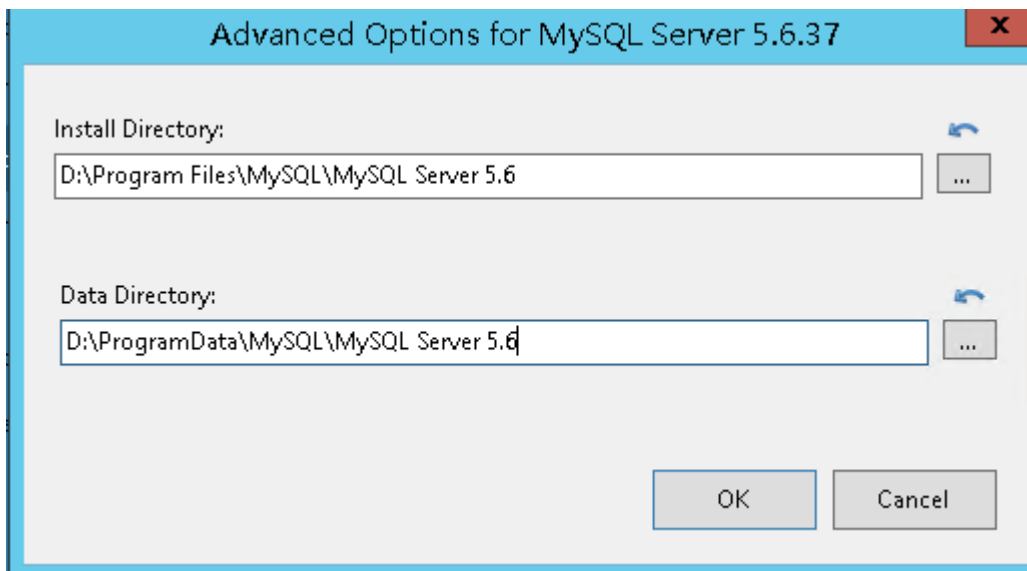 Advanced Options for MySQL Server 5.6.37
x
Install Directory:
D:\Program Files\MySQL\MySQL Server 5.6
...
Data Directory:
D:\ProgramData\MySQL\MySQL Server 5.6
...
OK Cancel